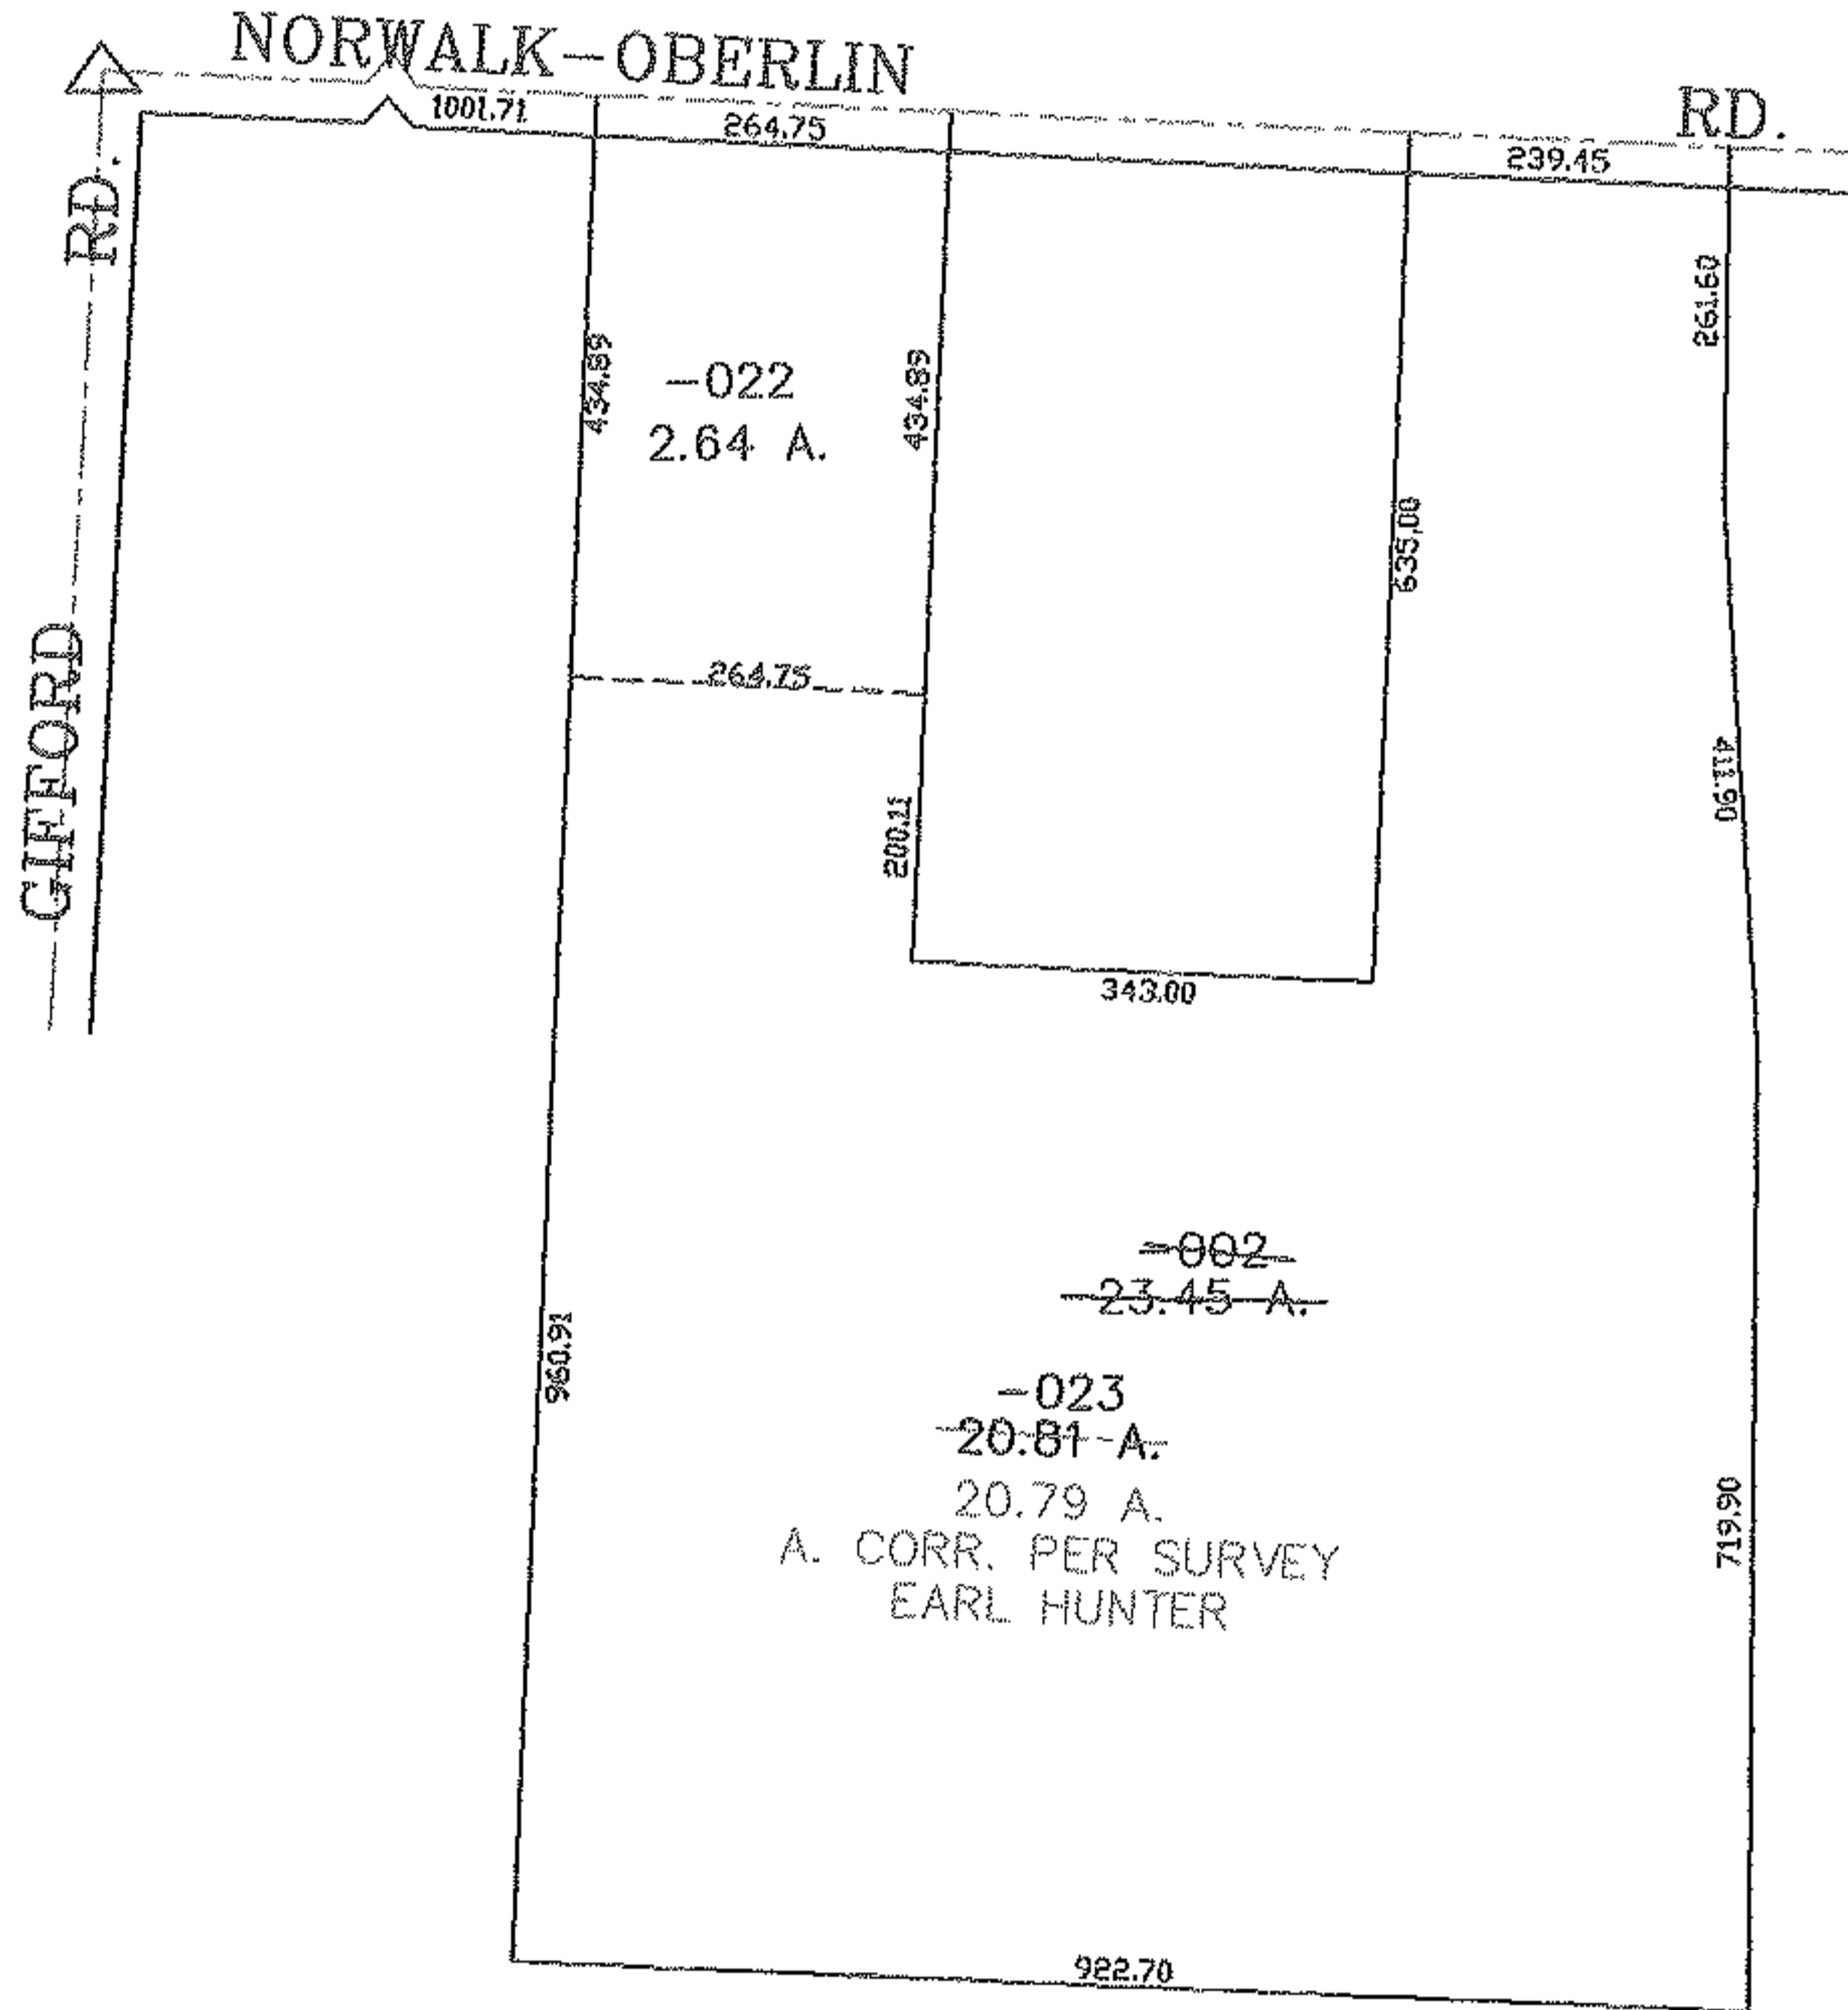 NORWALK-OBERLIN RD.
1001.71
264.75
239.45
GIFFORD RD.
434.89
-022
2.64 A.
434.89
635.00
261.60
264.75
200.11
411.90
343.00
-002
23.45 A.
960.91
-023
20.81 A.
20.79 A.
A. CORR. PER SURVEY
EARL HUNTER
719.90
922.70